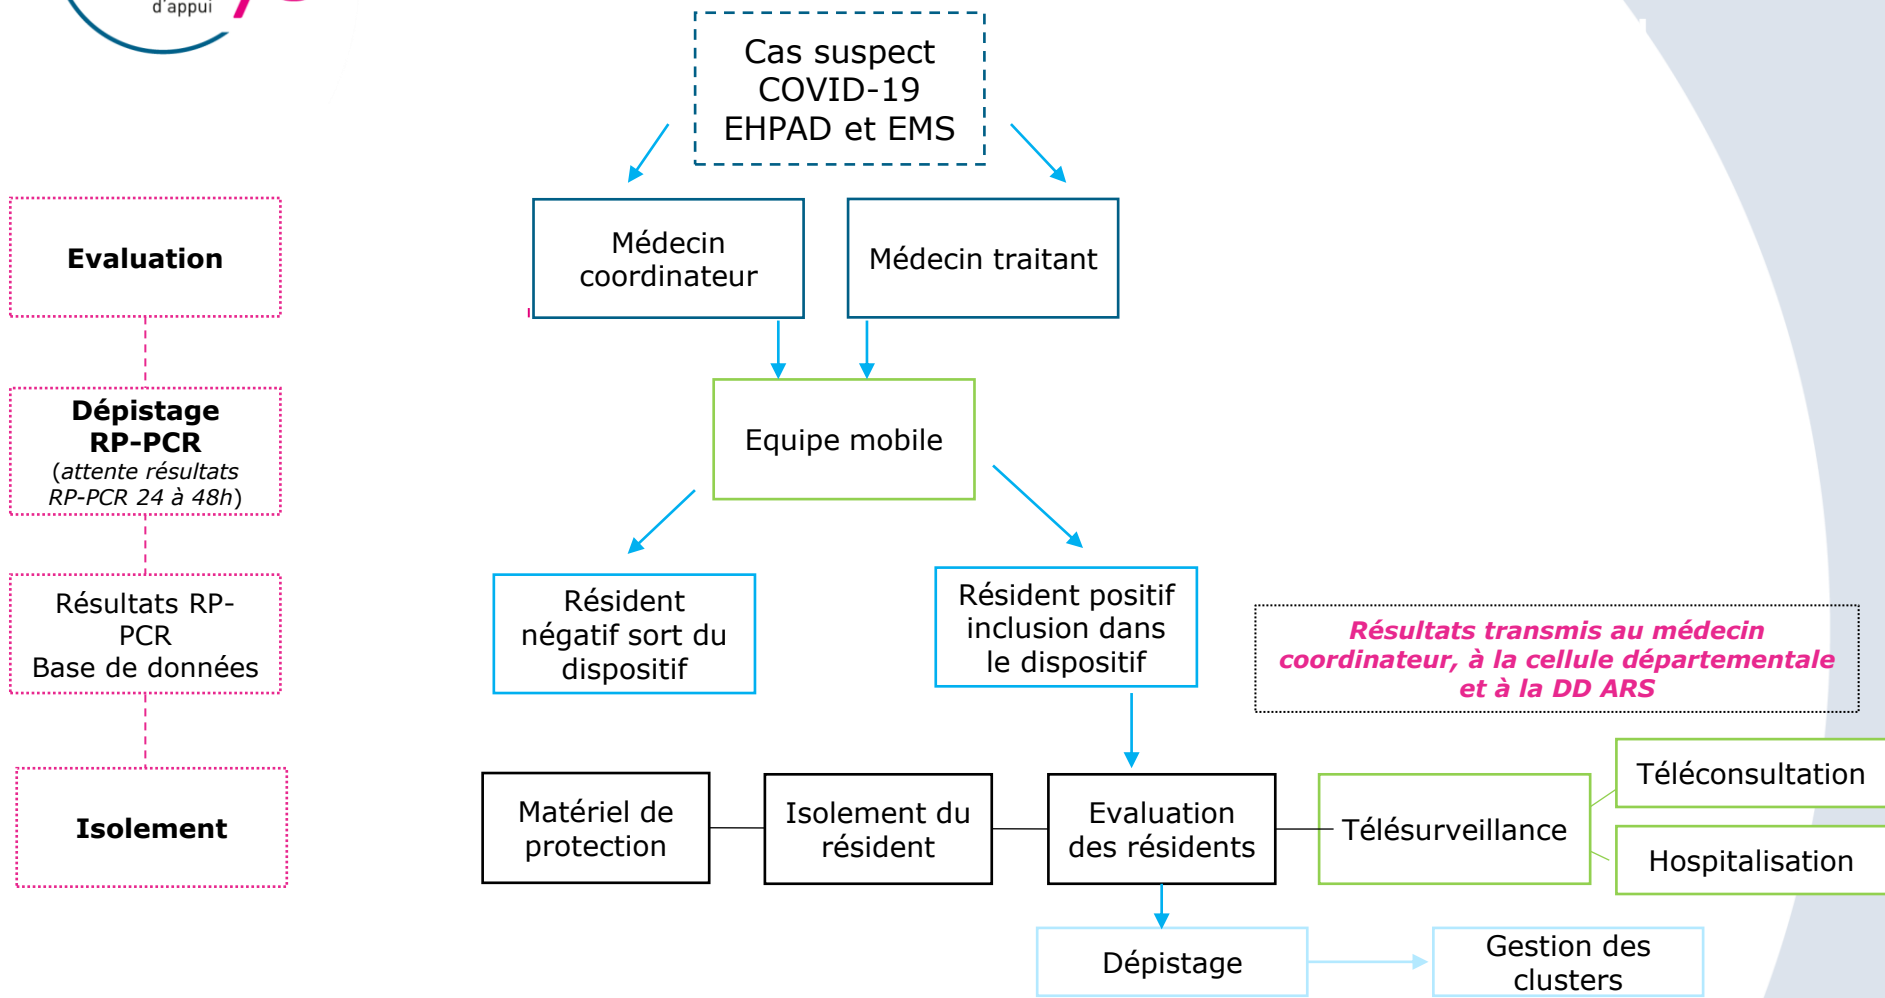 d'appui
Cas suspect
COVID-19
EHPAD et EMS
Evaluation
Médecin
coordinateur
Médecin traitant
Dépistage
RP-PCR
(attente résultats
RP-PCR 24 à 48h)
Equipe mobile
Résultats RP-
PCR
Base de données
Résident
négatif sort du
dispositif
Résident positif
inclusion dans
le dispositif
Résultats transmis au médecin
coordinateur, à la cellule départementale
et à la DD ARS
Isolement
Matériel de
protection
Isolement du
résident
Evaluation
des résidents
Télésurveillance
Téléconsultation
Hospitalisation
Dépistage
Gestion des
clusters